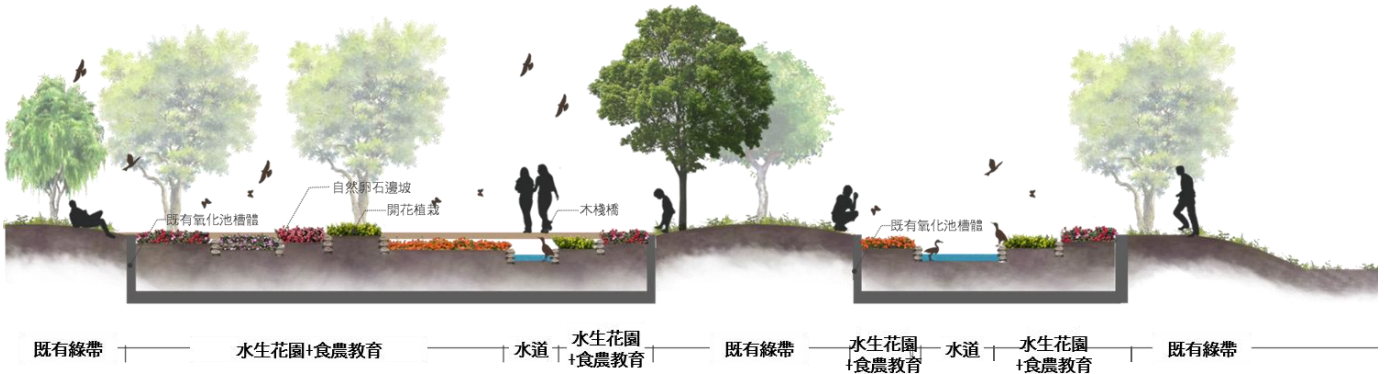 自然卵石邊坡
開花植栽
既有氧化池槽體
木棧橋
既有氧化池槽體
既有綠帶
水生花園+食農教育
水道
水生花園
+食農教育
既有綠帶
水生花園
+食農教育
水道
水生花園
+食農教育
既有綠帶